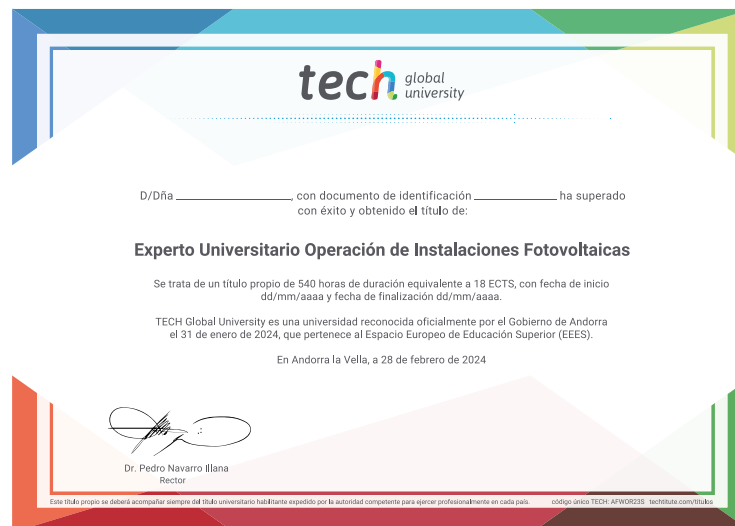 tech global
university
D/Dña ____________, con documento de identificación ____________ ha superado
con éxito y obtenido el título de:
Experto Universitario Operación de Instalaciones Fotovoltaicas
Se trata de un título propio de 540 horas de duración equivalente a 18 ECTS, con fecha de inicio
dd/mm/aaaa y fecha de finalización dd/mm/aaaa.
TECH Global University es una universidad reconocida oficialmente por el Gobierno de Andorra
el 31 de enero de 2024, que pertenece al Espacio Europeo de Educación Superior (EEES).
En Andorra la Vella, a 28 de febrero de 2024
Dr. Pedro Navarro Illana
Rector
Este título propio se deberá acompañar siempre del título universitario habilitante expedido por la autoridad competente para ejercer profesionalmente en cada país. código único TECH: AFWOR23S techtitute.com/titulos